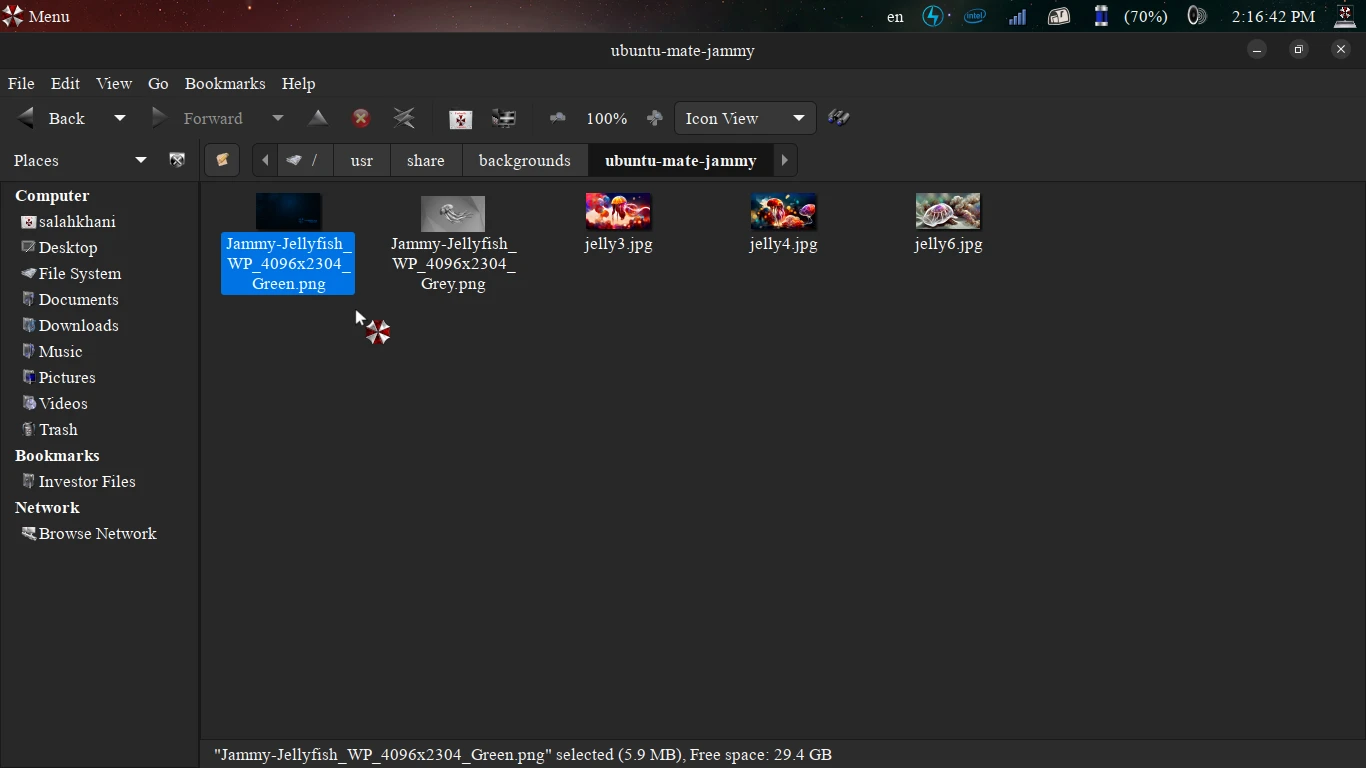 Menu
en
intel
(70%)
2:16:42 PM
ubuntu-mate-jammy
File Edit View Go Bookmarks Help
Back
Forward
100%
Icon View
Places
/
usr
share
backgrounds
ubuntu-mate-jammy
Computer
salahkhani
Desktop
File System
Documents
Downloads
Music
Pictures
Videos
Trash
Bookmarks
Investor Files
Network
Browse Network
Jammy-Jellyfish_
WP_4096x2304_
Green.png
Jammy-Jellyfish_
WP_4096x2304_
Grey.png
jelly3.jpg
jelly4.jpg
jelly6.jpg
"Jammy-Jellyfish_WP_4096x2304_Green.png" selected (5.9 MB), Free space: 29.4 GB